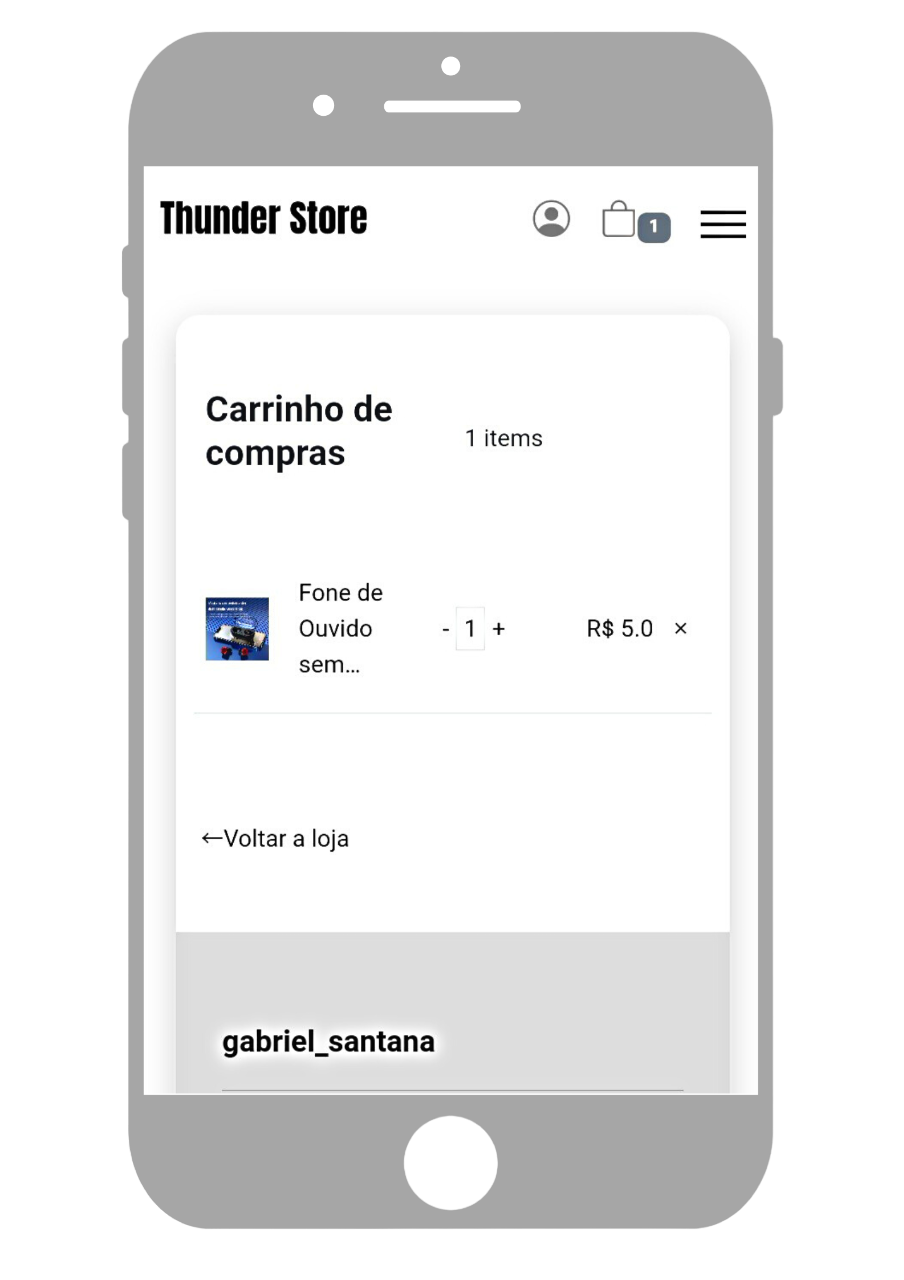 Thunder Store
1
Carrinho de
compras
1 items
Fone de
Ouvido
sem...
- 1 +
R$ 5.0 ×
←Voltar a loja
gabriel_santana